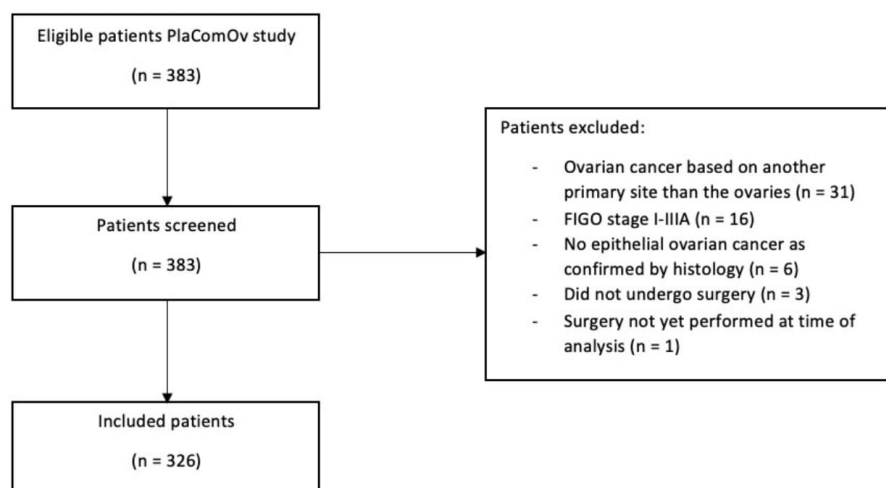 Eligible patients PlaComOv study
(n = 383)
Patients screened
(n = 383)
Patients excluded:
- Ovarian cancer based on another
primary site than the ovaries (n = 31)
- FIGO stage I-IIIA (n = 16)
- No epithelial ovarian cancer as
confirmed by histology (n = 6)
- Did not undergo surgery (n = 3)
- Surgery not yet performed at time of
analysis (n = 1)
Included patients
(n = 326)